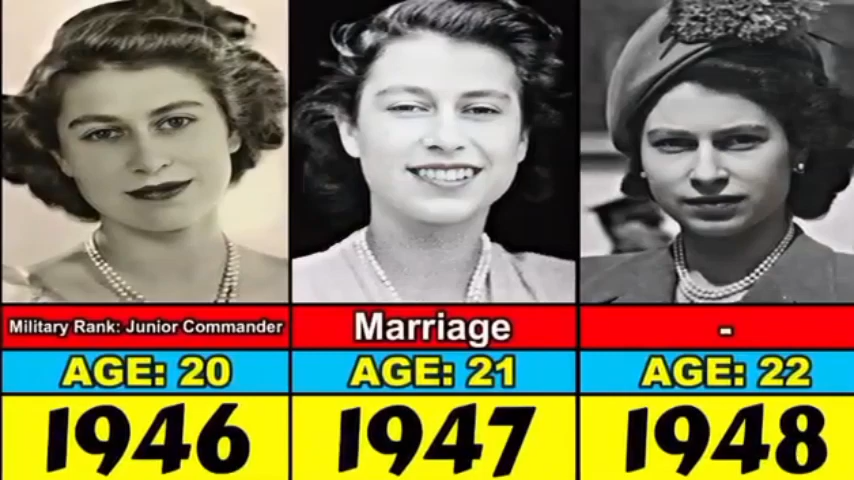 Military Rank: Junior Commander
Marriage
-
AGE: 20
AGE: 21
AGE: 22
1946
1947
1948